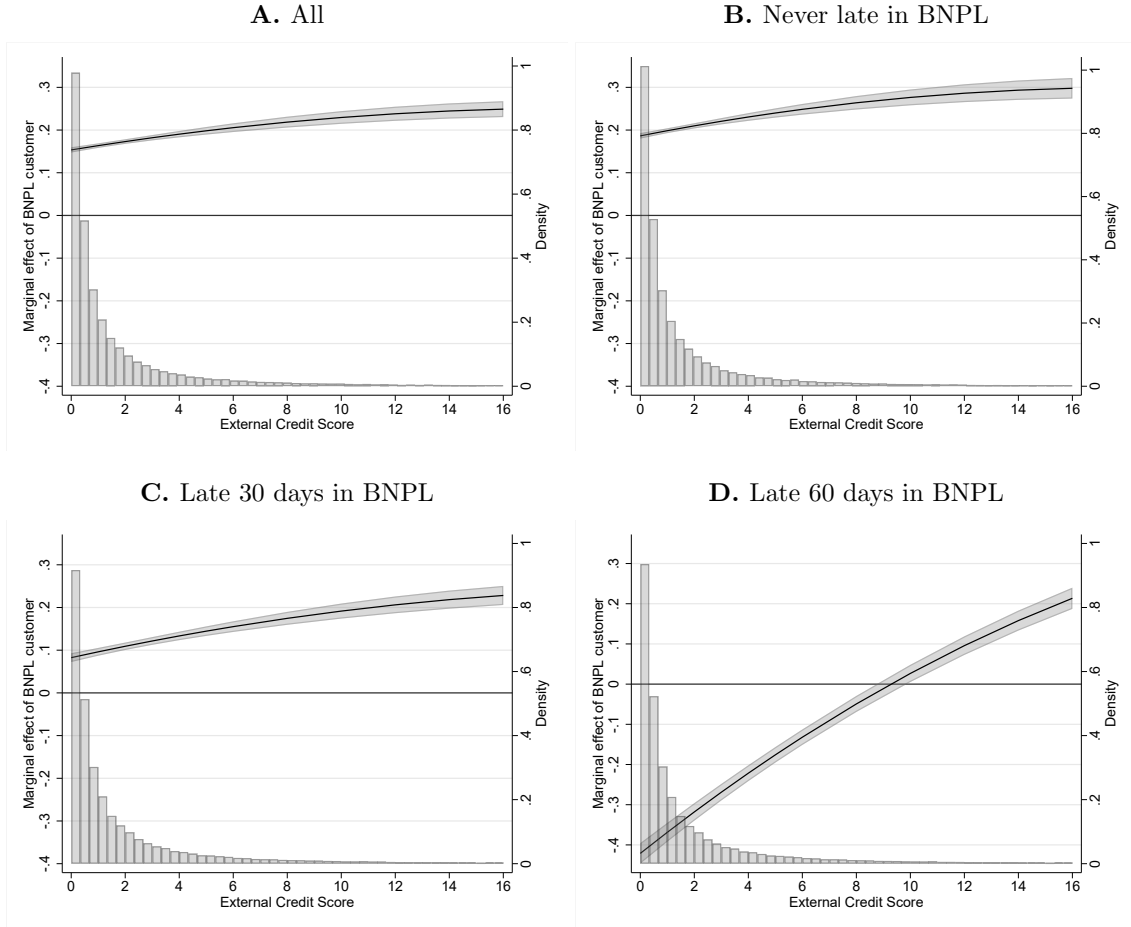 A. All
Marginal effect of BNPL customer
.3
.2
.1
0
-.1
-.2
-.3
-.4
1
.8
.6
.4
.2
0
Density
0 2 4 6 8 10 12 14 16
External Credit Score
B. Never late in BNPL
Marginal effect of BNPL customer
.3
.2
.1
0
-.1
-.2
-.3
-.4
1
.8
.6
.4
.2
0
Density
0 2 4 6 8 10 12 14 16
External Credit Score
C. Late 30 days in BNPL
Marginal effect of BNPL customer
.3
.2
.1
0
-.1
-.2
-.3
-.4
1
.8
.6
.4
.2
0
Density
0 2 4 6 8 10 12 14 16
External Credit Score
D. Late 60 days in BNPL
Marginal effect of BNPL customer
.3
.2
.1
0
-.1
-.2
-.3
-.4
1
.8
.6
.4
.2
0
Density
0 2 4 6 8 10 12 14 16
External Credit Score